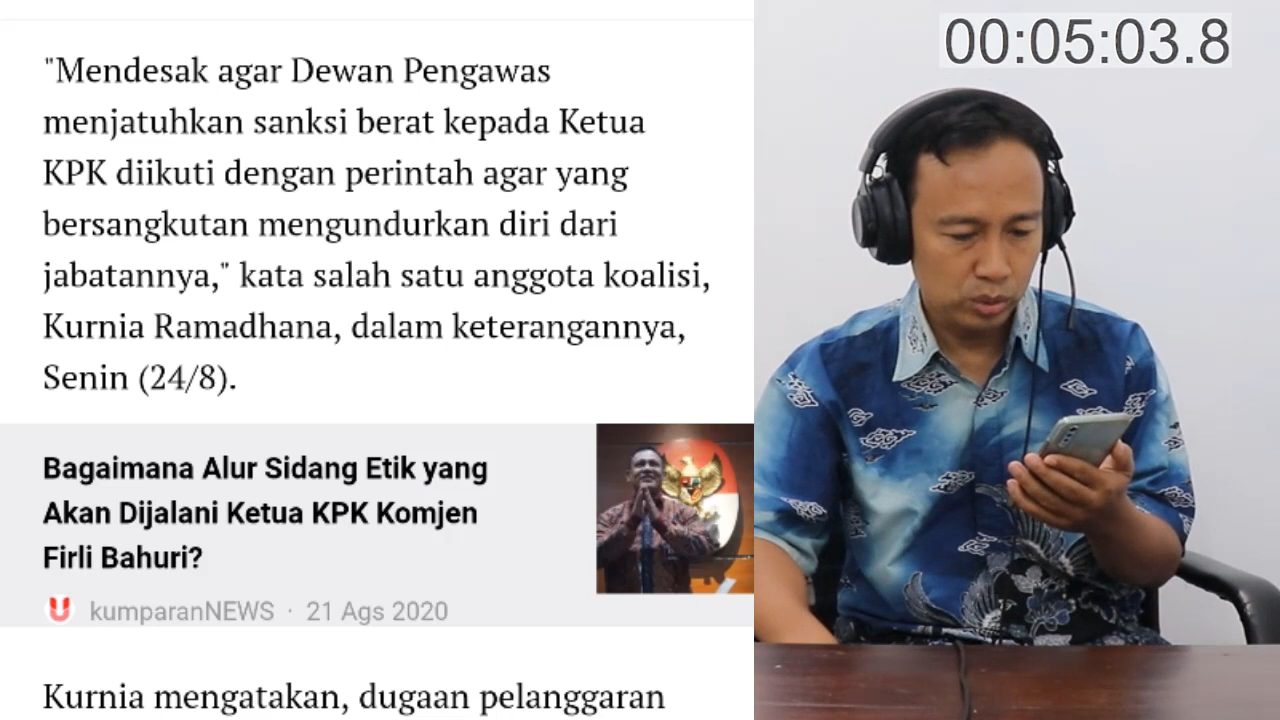 "Mendesak agar Dewan Pengawas
menjatuhkan sanksi berat kepada Ketua
KPK diikuti dengan perintah agar yang
bersangkutan mengundurkan diri dari
jabatannya," kata salah satu anggota koalisi,
Kurnia Ramadhana, dalam keterangannya,
Senin (24/8).
Bagaimana Alur Sidang Etik yang
Akan Dijalani Ketua KPK Komjen
Firli Bahuri?
kumparanNEWS · 21 Ags 2020
Kurnia mengatakan, dugaan pelanggaran
00:05:03.8